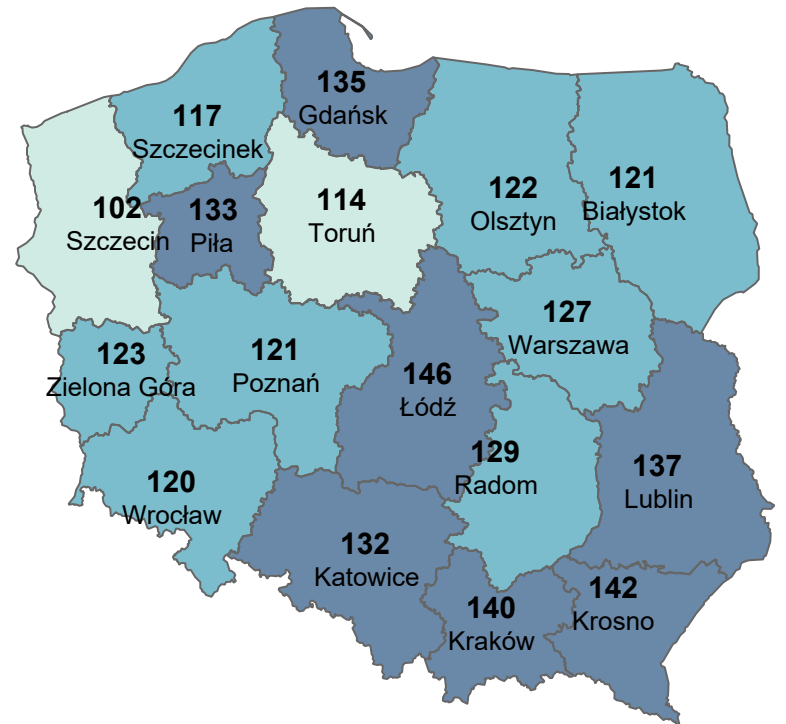 135
Gdańsk
117
Szczecinek
102
Szczecin
133
Piła
114
Toruń
122
Olsztyn
121
Białystok
123
Zielona Góra
121
Poznań
146
Łódź
127
Warszawa
120
Wrocław
129
Radom
137
Lublin
132
Katowice
140
Kraków
142
Krosno